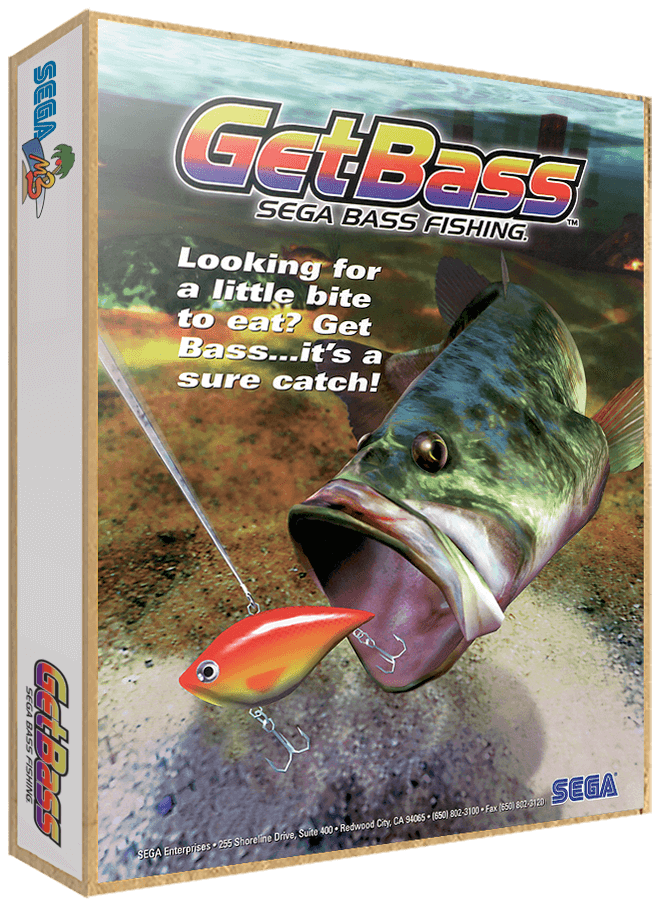 SEGA
GetBass™
SEGA BASS FISHING.
Looking for
a little bite
to eat? Get
Bass...it's a
sure catch!
SEGA
SEGA Enterprises • 255 Shoreline Drive, Suite 400 • Redwood City, CA 94065 • (650) 802-3100 • Fax (650) 802-3120
GetBass
SEGA BASS FISHING.